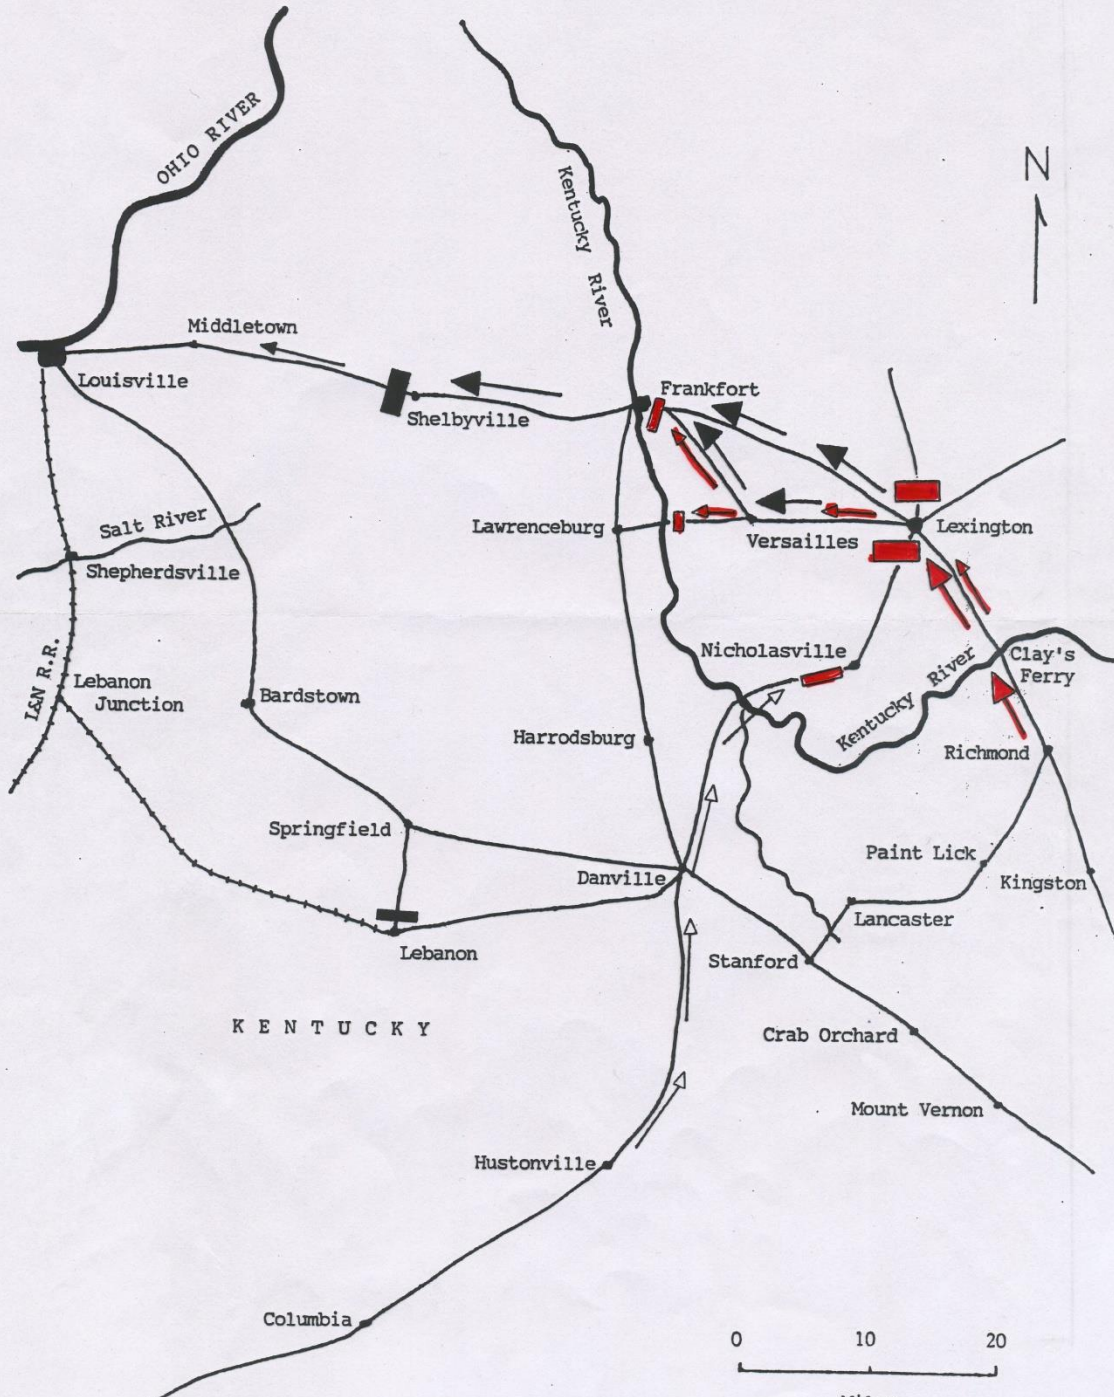 OHIO RIVER
Kentucky River
N
Middletown
Louisville
Shelbyville
Frankfort
Salt River
Lawrenceburg
Versailles
Lexington
Shepherdsville
L&N R.R.
Lebanon
Junction
Bardstown
Nicholasville
Kentucky River
Clay's
Ferry
Harrodsburg
Richmond
Springfield
Danville
Paint Lick
Kingston
Lancaster
Lebanon
Stanford
KENTUCKY
Crab Orchard
Mount Vernon
Hustonville
Columbia
0 10 20